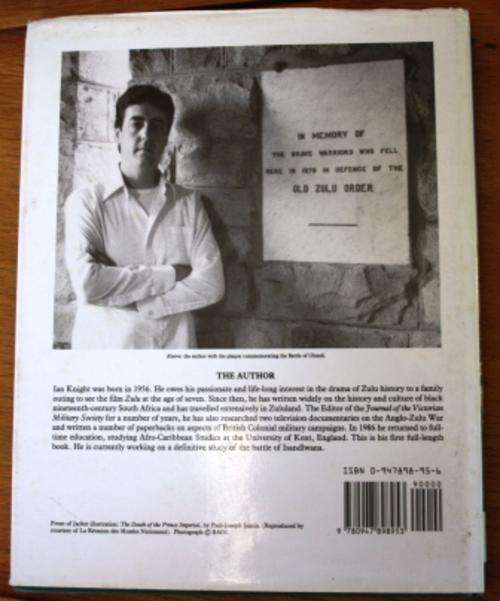 IN MEMORY OF
THE BRAVE WARRIORS WHO FELL
HERE IN 1879 IN DEFENCE OF THE
OLD ZULU ORDER
Above: the author with the plaque commemorating the Battle of Ulundi.
THE AUTHOR
Ian Knight was born in 1956. He owes his passionate and life-long interest in the drama of Zulu history to a family
outing to see the film Zulu at the age of seven. Since then, he has written widely on the history and culture of black
nineteenth-century South Africa and has travelled extensively in Zululand. The Editor of the Journal of the Victorian
Military Society for a number of years, he has also researched two television documentaries on the Anglo-Zulu War
and written a number of paperbacks on aspects of British Colonial military campaigns. In 1986 he returned to full-
time education, studying Afro-Caribbean Studies at the University of Kent, England. This is his first full-length
book. He is currently working on a definitive study of the battle of Isandlwana.
ISBN 0-947898-95-6
90000
9 780947 898953
Front of Jacket illustration: The Death of the Prince Imperial, by Paul-Joseph Jamin. (Reproduced by
courtesy of La Réunion des Musées Nationaux). Photograph ©